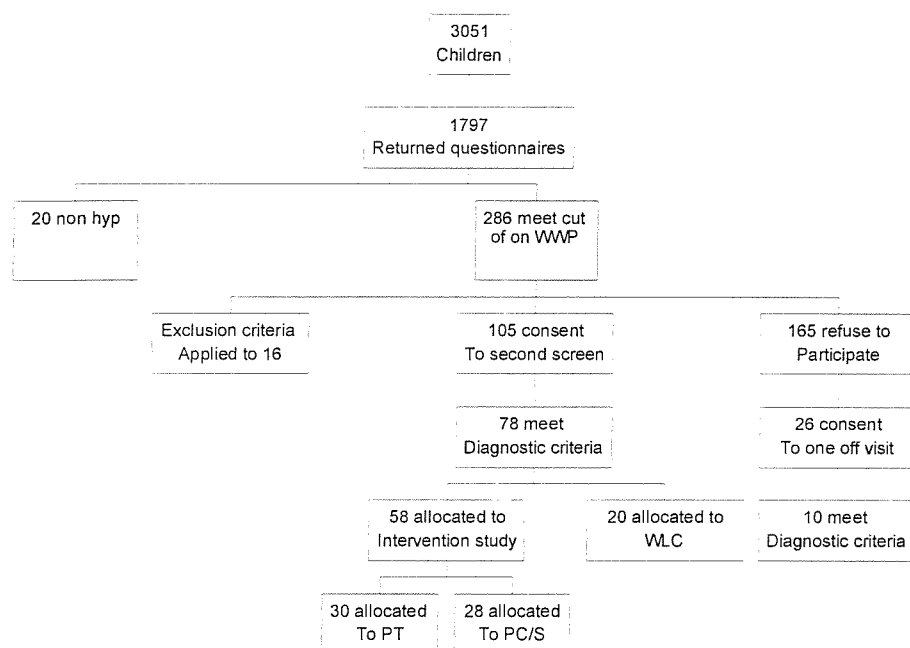 3051
Children
1797
Returned questionnaires
20 non hyp
286 meet cut
of on WWP
Exclusion criteria
Applied to 16
105 consent
To second screen
165 refuse to
Participate
78 meet
Diagnostic criteria
26 consent
To one off visit
58 allocated to
Intervention study
20 allocated to
WLC
10 meet
Diagnostic criteria
30 allocated
To PT
28 allocated
To PC/S